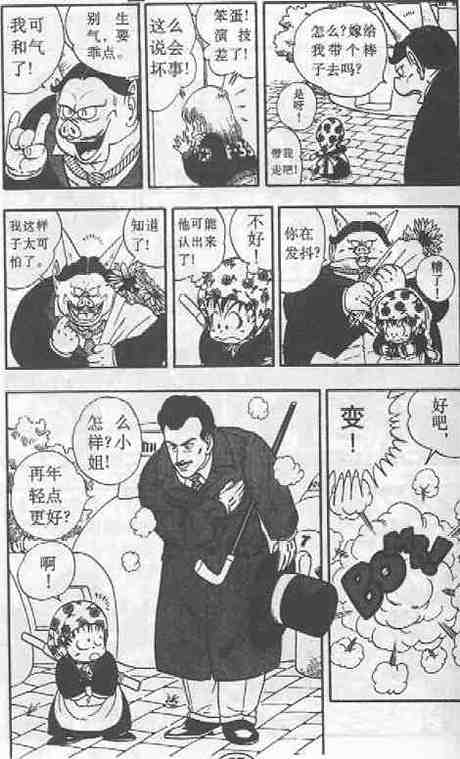 怎么?嫁给
我带个棒
子去吗?
是呀!
带我
走吧!
笨蛋!
演技
差了!
这么
说会
坏事!
别生
气,要
乖点。
我可
和气
了!
你在
发抖?
糟了!
不
好!
他可能来
认出
了!
知道
了!
我这样
子太可
怕了。
好吧,
变!
怎么
样?小
姐!
再年
轻点
更好?
啊!